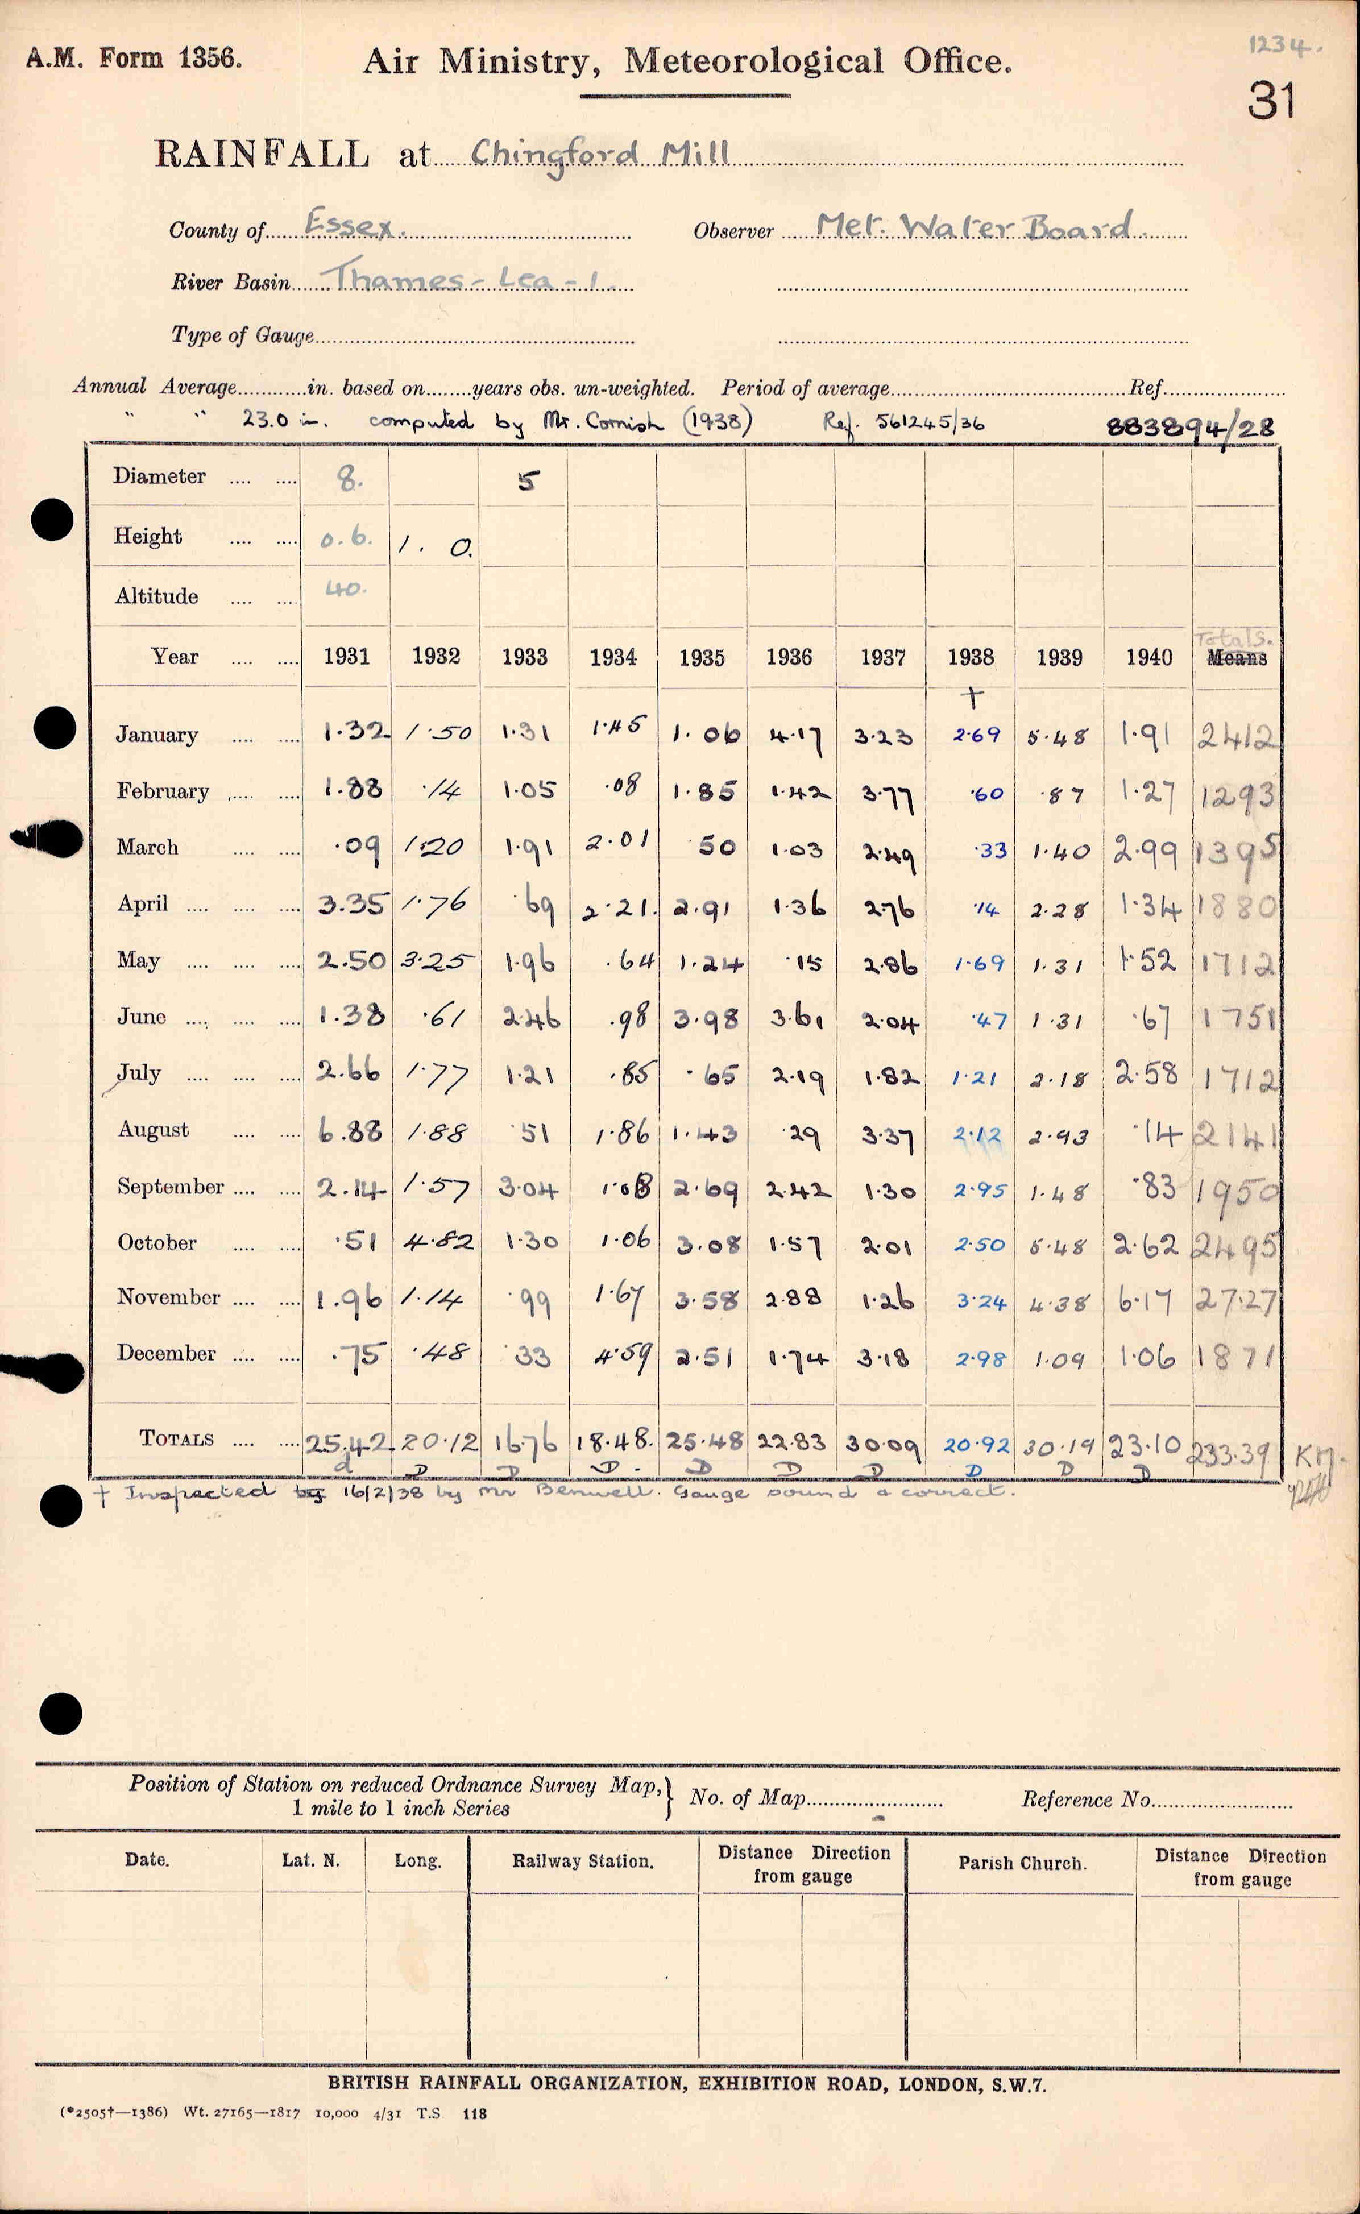 1234.
A.M. Form 1356.
Air Ministry, Meteorological Office.
31
RAINFALL at Chingford Mill
County of Essex. Observer Met. Water Board.
River Basin Thames - Lea - 1.
Type of Gauge
Annual Average in. based on years obs. un-weighted. Period of average Ref.
" " 23.0 in. computed by Mr. Cornish (1938) Ref. 561245/36 883894/28
Diameter 8. 5
Height 0.6. 1. 0.
Altitude 40.
Totals.
Year 1931 1932 1933 1934 1935 1936 1937 1938 1939 1940 Means
†
January 1.32 1.50 1.31 1.45 1.06 4.17 3.23 2.69 5.48 1.91 2412
February 1.88 .14 1.05 .08 1.85 1.42 3.77 .60 .87 1.27 1293
March .09 1.20 1.91 2.01 50 1.03 2.49 .33 1.40 2.99 1395
April 3.35 1.76 .69 2.21. 2.91 1.36 2.76 .14 2.28 1.34 1880
May 2.50 3.25 1.96 .64 1.24 .15 2.86 1.69 1.31 1.52 1712
June 1.38 .61 2.46 .98 3.98 3.61 2.04 .47 1.31 .67 1751
July 2.66 1.77 1.21 .85 .65 2.19 1.82 1.21 2.18 2.58 1712
August 6.88 1.88 .51 1.86 1.43 .29 3.37 2.12 2.93 .14 2141
September 2.14 1.57 3.04 1.08 2.69 2.42 1.30 2.95 1.48 .83 1950
October .51 4.82 1.30 1.06 3.08 1.57 2.01 2.50 5.48 2.62 2495
November 1.96 1.14 .99 1.67 3.58 2.88 1.26 3.24 4.38 6.17 27.27
December .75 .48 .33 4.59 2.51 1.74 3.18 2.98 1.09 1.06 1871
TOTALS 25.42 20.12 16.76 18.48. 25.48 22.83 30.09 20.92 30.19 23.10 233.39 KM.
d D D D. D D D D D D
† Inspected by 16/2/38 by Mr Benwell. Gauge sound & correct.
Position of Station on reduced Ordnance Survey Map,} No. of Map Reference No.
1 mile to 1 inch Series
Date. Lat. N. Long. Railway Station. Distance Direction Parish Church. Distance Direction
from gauge from gauge
BRITISH RAINFALL ORGANIZATION, EXHIBITION ROAD, LONDON, S.W.7.
(*2505†—1386) Wt. 27165—1817 10,000 4/31 T.S 118